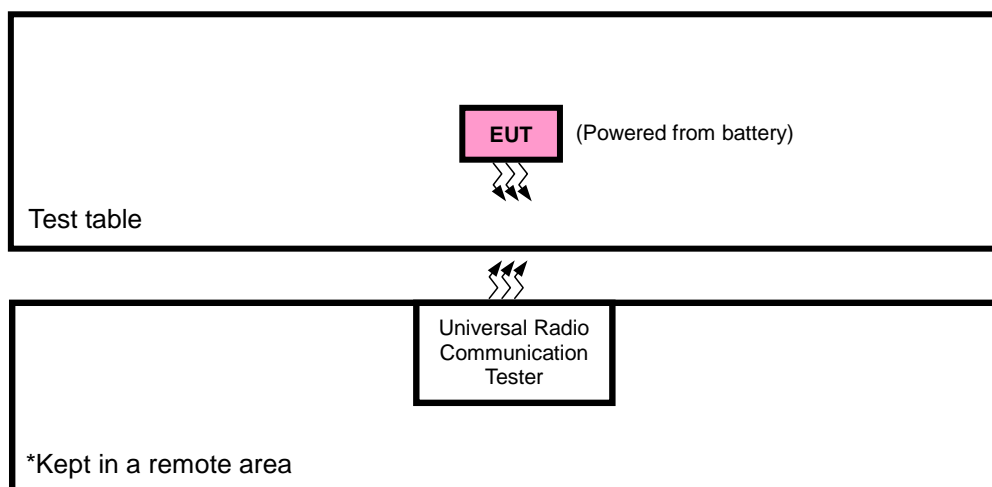 EUT
(Powered from battery)
Test table
Universal Radio
Communication
Tester
*Kept in a remote area